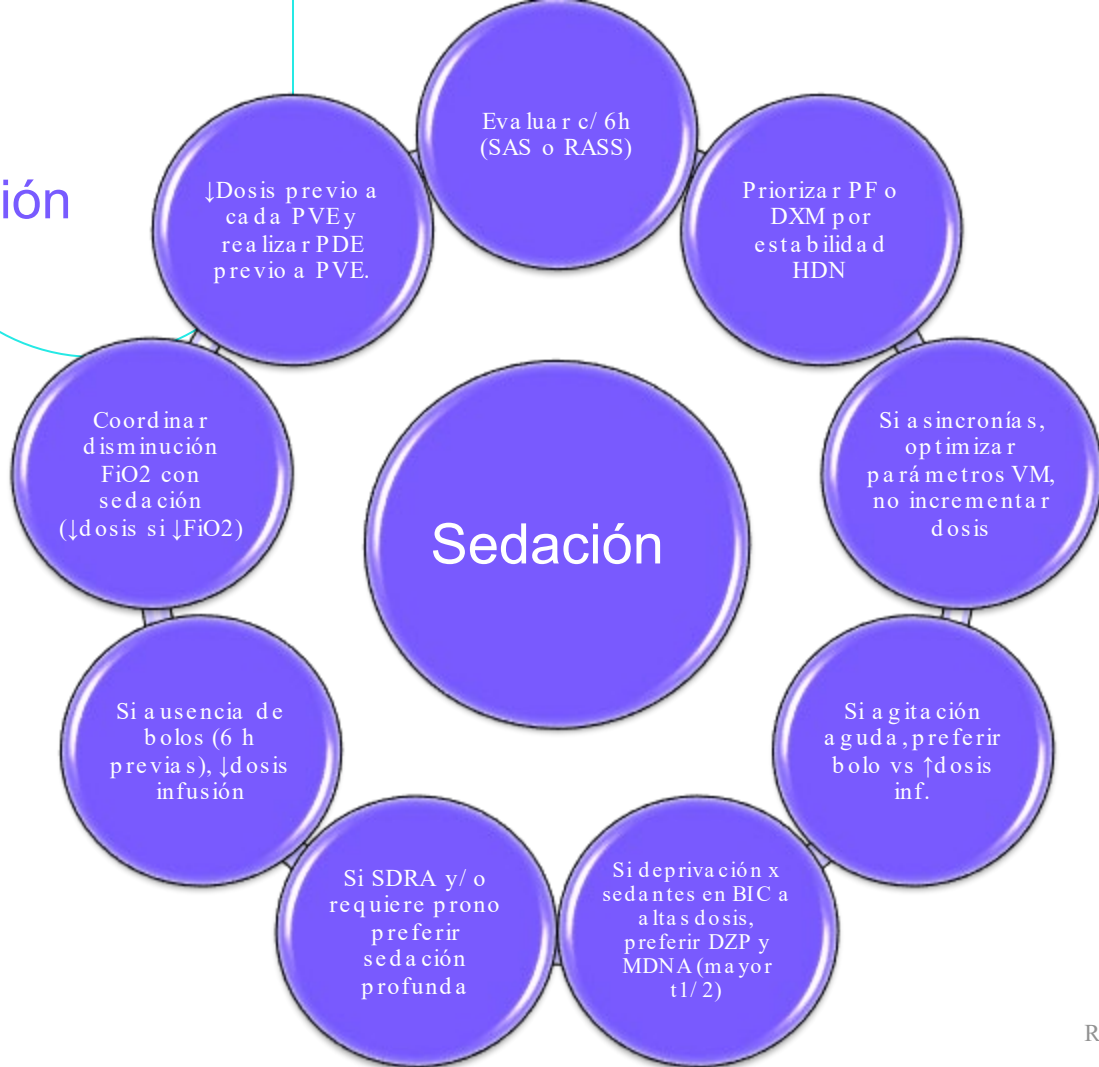 ión
Evaluar c/ 6h
(SAS o RASS)
Priorizar PF o
DXM por
estabilidad
HDN
Si asincronías,
optimizar
parámetros VM,
no incrementar
dosis
Si agitación
aguda, preferir
bolo vs ↑dosis
inf.
Si deprivación x
sedantes en BIC a
altas dosis,
preferir DZP y
MDNA (mayor
t1/2)
Si SDRA y/o
requiere prono
preferir
sedación
profunda
Si ausencia de
bolos (6 h
previas), ↓dosis
infusión
Coordinar
disminución
FiO2 con
sedación
(↓dosis si ↓FiO2)
↓Dosis previo a
cada PVE y
realizar PDE
previo a PVE.
Sedación
R